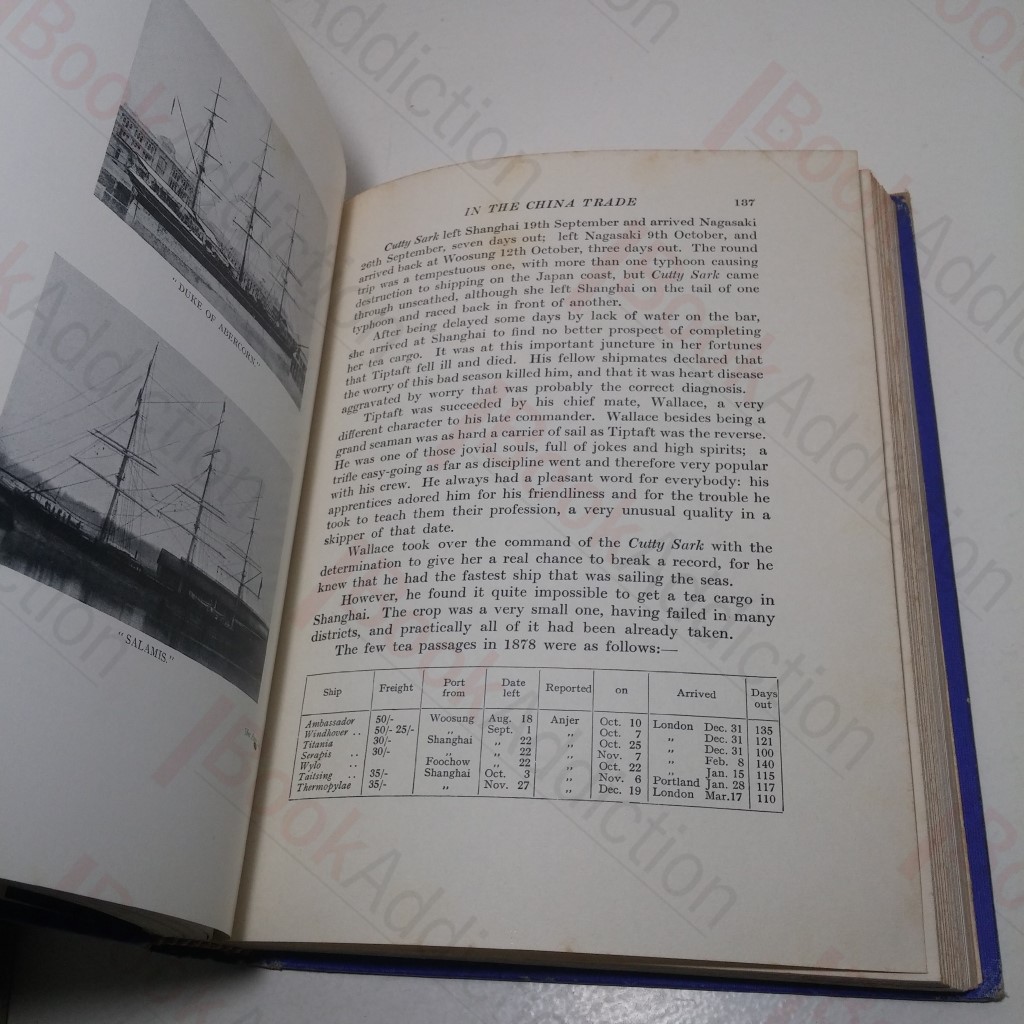 "DUKE OF ABERCORN"
"SALAMIS."
IN THE CHINA TRADE 137
Cutty Sark left Shanghai 19th September and arrived Nagasaki
26th September, seven days out; left Nagasaki 9th October, and
arrived back at Woosung 12th October, three days out. The round
trip was a tempestuous one, with more than one typhoon causing
destruction to shipping on the Japan coast, but Cutty Sark came
through unscathed, although she left Shanghai on the tail of one
typhoon and raced back in front of another.
After being delayed some days by lack of water on the bar,
she arrived at Shanghai to find no better prospect of completing
her tea cargo. It was at this important juncture in her fortunes
that Tiptaft fell ill and died. His fellow shipmates declared that
the worry of this bad season killed him, and that it was heart disease
aggravated by worry that was probably the correct diagnosis.
Tiptaft was succeeded by his chief mate, Wallace, a very
different character to his late commander. Wallace besides being a
grand seaman was as hard a carrier of sail as Tiptaft was the reverse.
He was one of those jovial souls, full of jokes and high spirits; a
trifle easy-going as far as discipline went and therefore very popular
with his crew. He always had a pleasant word for everybody: his
apprentices adored him for his friendliness and for the trouble he
took to teach them their profession, a very unusual quality in a
skipper of that date.
Wallace took over the command of the Cutty Sark with the
determination to give her a real chance to break a record, for he
knew that he had the fastest ship that was sailing the seas.
However, he found it quite impossible to get a tea cargo in
Shanghai. The crop was a very small one, having failed in many
districts, and practically all of it had been already taken.
The few tea passages in 1878 were as follows:—
Ship Freight Port from Date left Reported on Arrived Days out
Ambassador 50/- Woosung Aug. 18 Anjer Oct. 10 London Dec. 31 135
Windhover .. 50/- 25/- ,, Sept. 1 ,, Oct. 7 ,, Dec. 31 121
Titania 30/- Shanghai ,, 22 ,, Oct. 25 ,, Dec. 31 100
Serapis .. 30/- ,, ,, 22 ,, Nov. 7 ,, Feb. 8 140
Wylo .. Foochow ,, 22 ,, Oct. 22 ,, Jan. 15 115
Taitsing .. 35/- Shanghai Oct. 3 ,, Nov. 6 Portland Jan. 28 117
Thermopylae 35/- ,, Nov. 27 ,, Dec. 19 London Mar. 17 110
BookAddiction